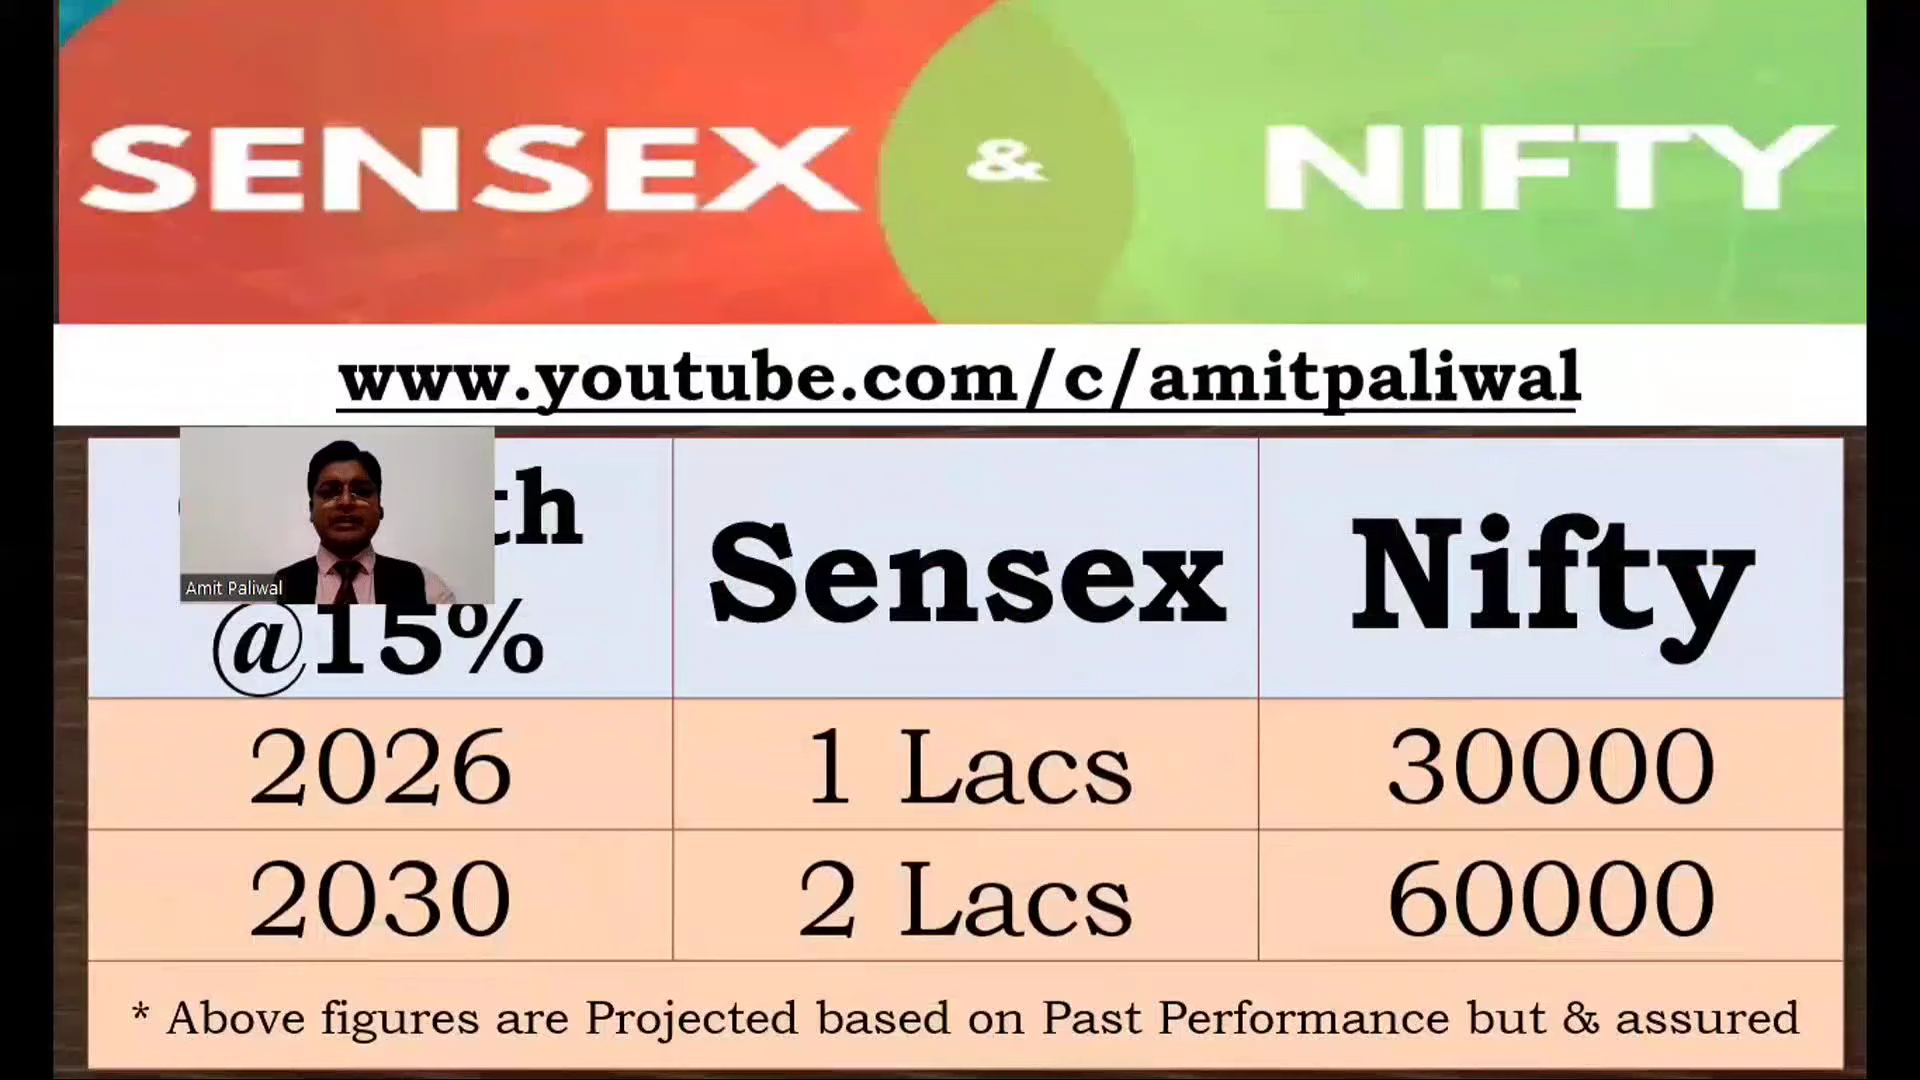 SENSEX & NIFTY
www.youtube.com/c/amitpaliwal
th
@15%
Sensex
Nifty
Amit Paliwal
2026 1 Lacs 30000
2030 2 Lacs 60000
* Above figures are Projected based on Past Performance but & assured